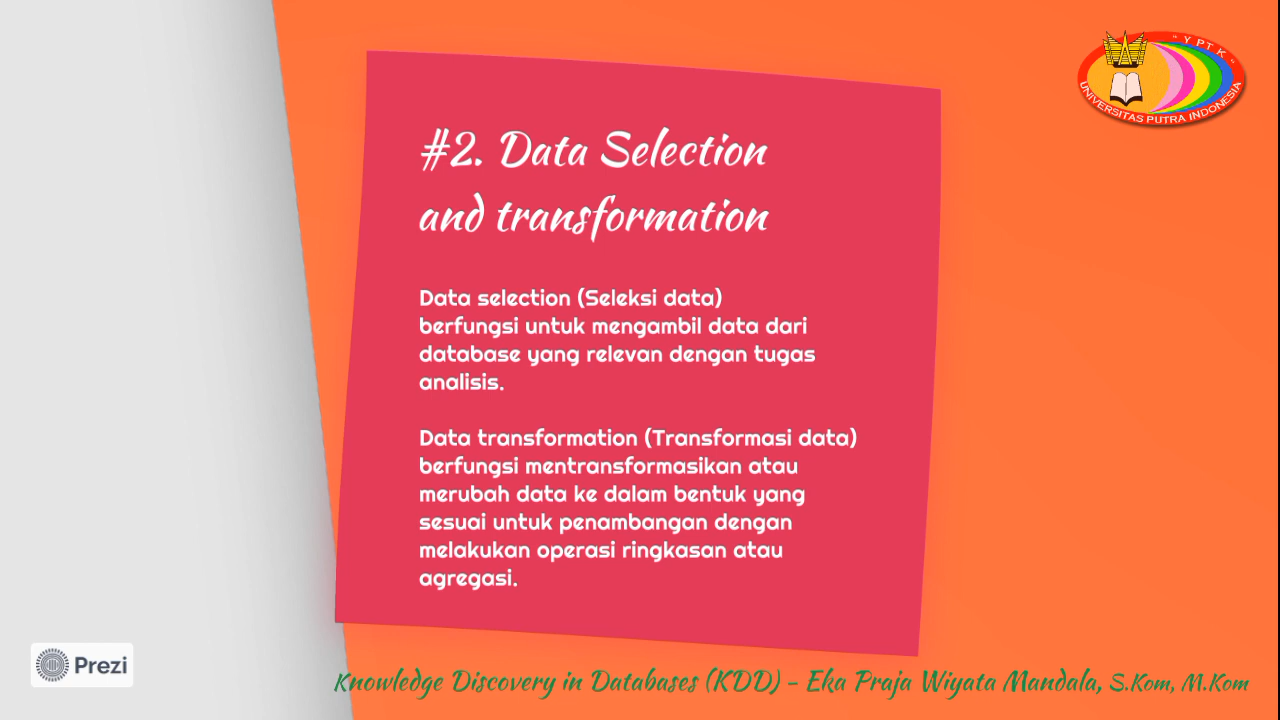 "YPTK"
UNIVERSITAS PUTRA INDONESIA
#2. Data Selection
and transformation
Data selection (Seleksi data)
berfungsi untuk mengambil data dari
database yang relevan dengan tugas
analisis.
Data transformation (Transformasi data)
berfungsi mentransformasikan atau
merubah data ke dalam bentuk yang
sesuai untuk penambangan dengan
melakukan operasi ringkasan atau
agregasi.
Prezi
Knowledge Discovery in Databases (KDD) - Eka Praja Wiyata Mandala, S.Kom, M.Kom